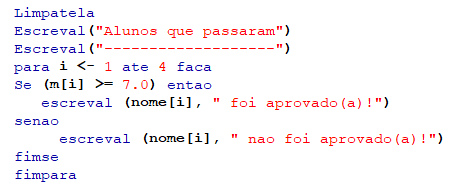 Limpatela
Escreval("Alunos que passaram")
Escreval("-------------------")
para i <- 1 ate 4 faca
Se (m[i] >= 7.0) entao
escreval (nome[i], " foi aprovado(a)!")
senao
escreval (nome[i], " nao foi aprovado(a)!")
fimse
fimpara